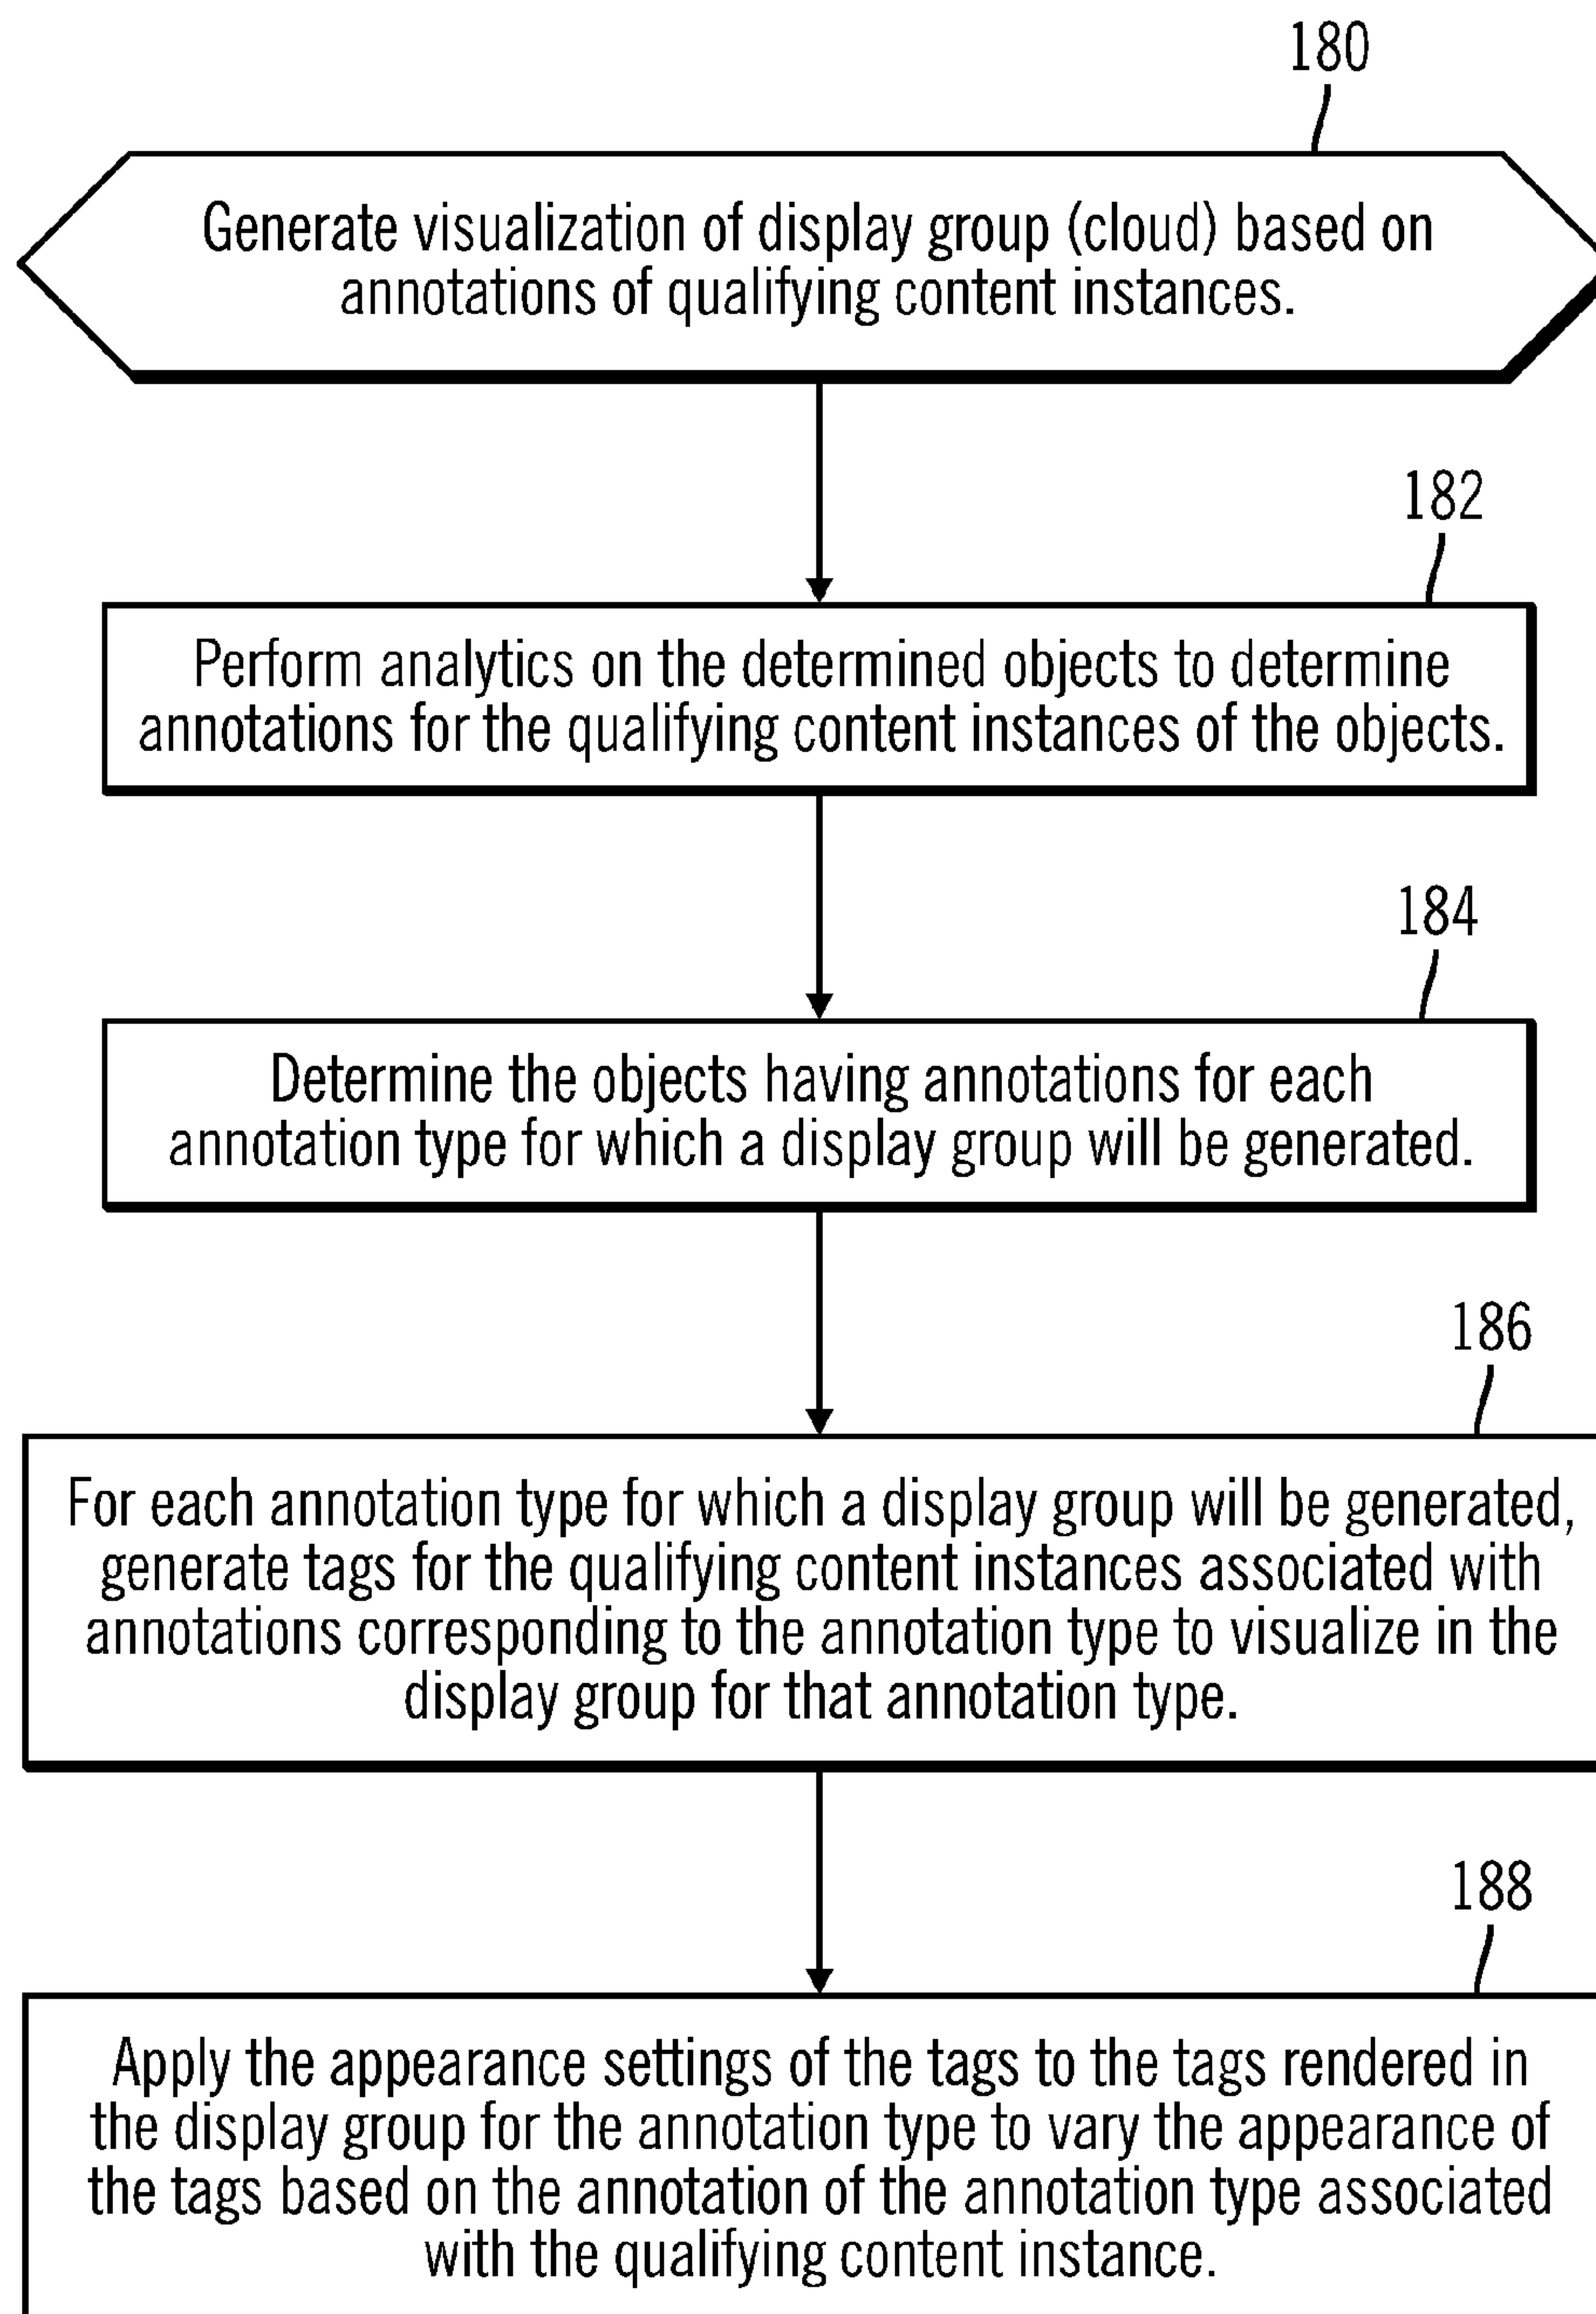 180
Generate visualization of display group (cloud) based on
annotations of qualifying content instances.
182
Perform analytics on the determined objects to determine
annotations for the qualifying content instances of the objects.
184
Determine the objects having annotations for each
annotation type for which a display group will be generated.
186
For each annotation type for which a display group will be generated,
generate tags for the qualifying content instances associated with
annotations corresponding to the annotation type to visualize in the
display group for that annotation type.
188
Apply the appearance settings of the tags to the tags rendered in
the display group for the annotation type to vary the appearance of
the tags based on the annotation of the annotation type associated
with the qualifying content instance.